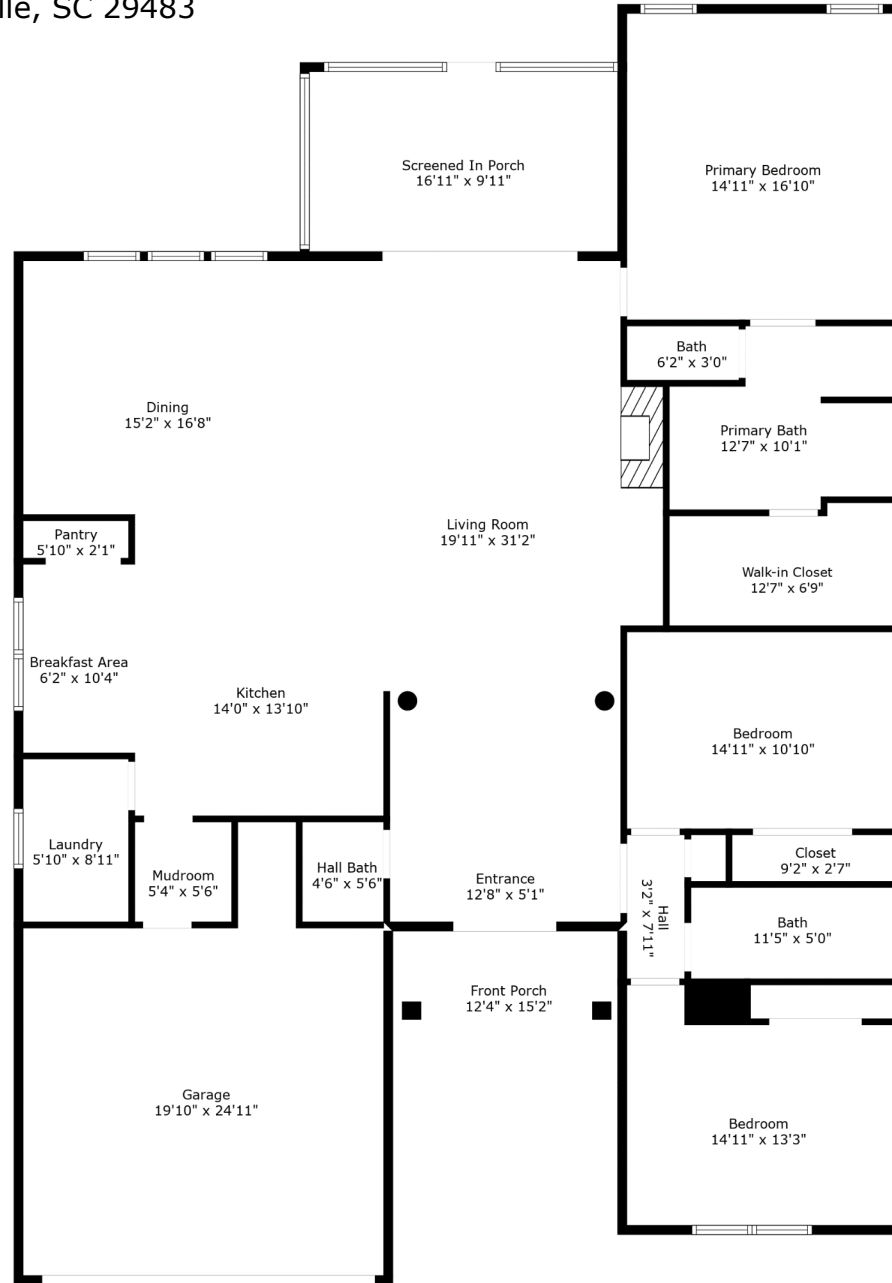 lle, SC 29483
Screened In Porch
16'11" x 9'11"
Primary Bedroom
14'11" x 16'10"
Bath
6'2" x 3'0"
Dining
15'2" x 16'8"
Primary Bath
12'7" x 10'1"
Pantry
5'10" x 2'1"
Living Room
19'11" x 31'2"
Walk-in Closet
12'7" x 6'9"
Breakfast Area
6'2" x 10'4"
Kitchen
14'0" x 13'10"
Bedroom
14'11" x 10'10"
Laundry
5'10" x 8'11"
Mudroom
5'4" x 5'6"
Hall Bath
4'6" x 5'6"
Entrance
12'8" x 5'1"
Hall
3'2" x 7'11"
Closet
9'2" x 2'7"
Bath
11'5" x 5'0"
Front Porch
12'4" x 15'2"
Garage
19'10" x 24'11"
Bedroom
14'11" x 13'3"